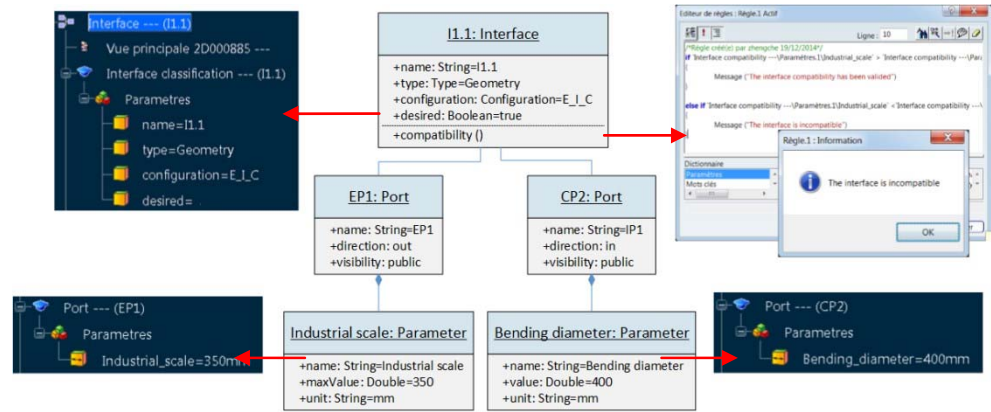 Interface --- (I1.1)
Vue principale 2D000885 ---
Interface classification --- (I1.1)
Parametres
name=I1.1
type=Geometry
configuration=E_I_C
desired=
I1.1: Interface
+name: String=I1.1
+type: Type=Geometry
+configuration: Configuration=E_I_C
+desired: Boolean=true
+compatibility ()
Editeur de règles : Règle.1 Actif
Ligne : 10
/*Règle créé(e) par zhengche 19/12/2014*/
if `Interface compatibility ---\Paramètres.1\Industrial_scale` > `Interface compatibility ---\Para
{
Message ("The interface compatibility has been valided")
}
else if `Interface compatibility ---\Paramètres.1\Industrial_scale` <`Interface compatibility ---\
{
Message ("The interface is incompatible")
Dictionnaire
Paramètres
Mots clés
Règle.1 : Information
The interface is incompatible
OK
EP1: Port
+name: String=EP1
+direction: out
+visibility: public
CP2: Port
+name: String=IP1
+direction: in
+visibility: public
Port --- (EP1)
Parametres
Industrial_scale=350mm
Industrial scale: Parameter
+name: String=Industrial scale
+maxValue: Double=350
+unit: String=mm
Bending diameter: Parameter
+name: String=Bending diameter
+value: Double=400
+unit: String=mm
Port --- (CP2)
Parametres
Bending_diameter=400mm